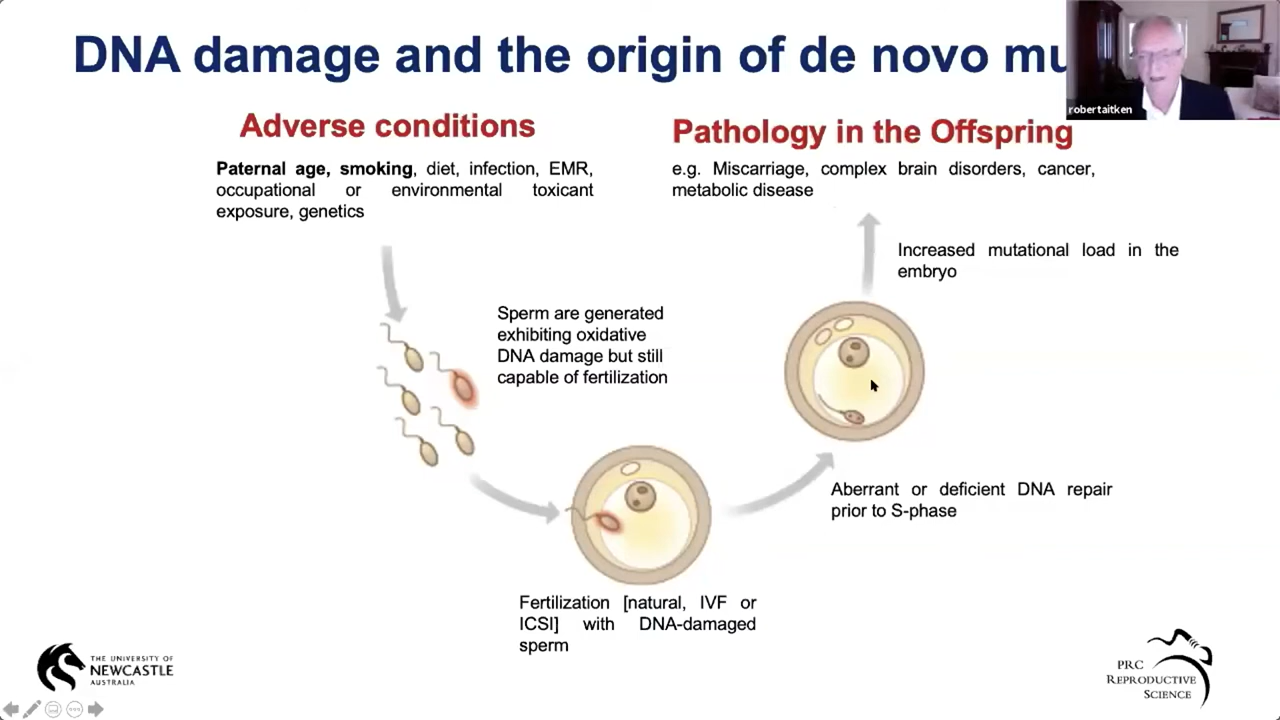 DNA damage and the origin of de novo mu
robertaitken
Adverse conditions
Paternal age, smoking, diet, infection, EMR,
occupational or environmental toxicant
exposure, genetics
Pathology in the Offspring
e.g. Miscarriage, complex brain disorders, cancer,
metabolic disease
Increased mutational load in the
embryo
Sperm are generated
exhibiting oxidative
DNA damage but still
capable of fertilization
Aberrant or deficient DNA repair
prior to S-phase
Fertilization [natural, IVF or
ICSI] with DNA-damaged
sperm
THE UNIVERSITY OF
NEWCASTLE
AUSTRALIA
PRC
REPRODUCTIVE
SCIENCE